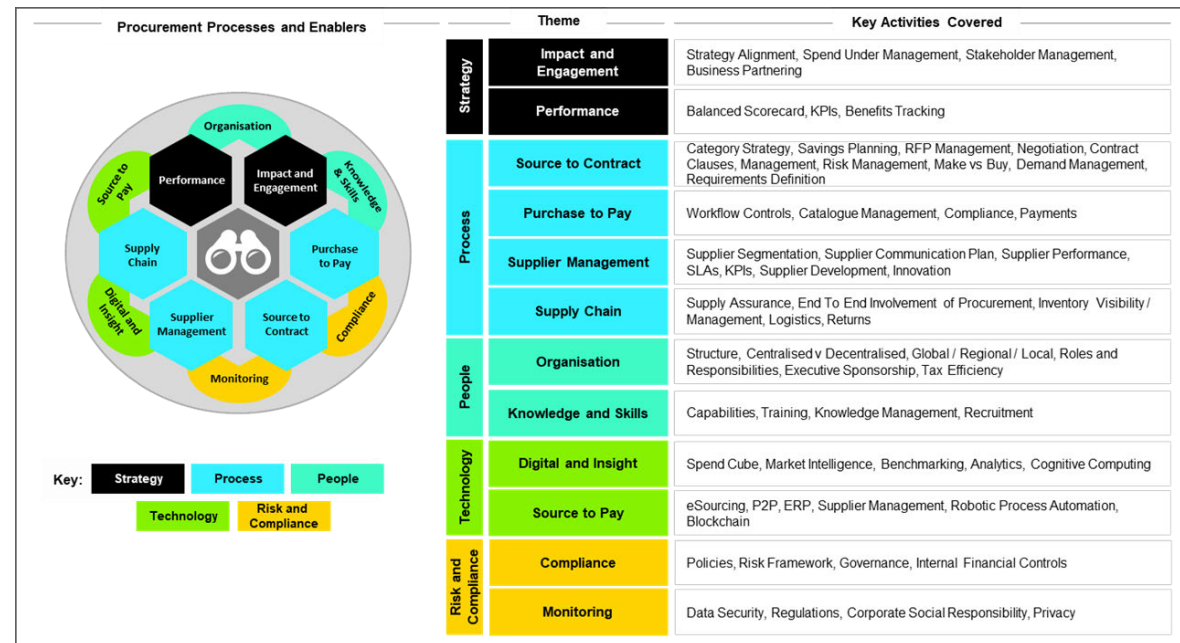 Procurement Processes and Enablers
Organisation
Knowledge
& Skills
Source to
Pay
Performance
Impact and
Engagement
Supply
Chain
Purchase
to Pay
Digital and
Insight
Supplier
Management
Source to
Contract
Compliance
Monitoring
Key:
Strategy
Process
People
Technology
Risk and
Compliance
Theme
Key Activities Covered
Strategy
Impact and
Engagement
Strategy Alignment, Spend Under Management, Stakeholder Management,
Business Partnering
Performance
Balanced Scorecard, KPIs, Benefits Tracking
Process
Source to Contract
Category Strategy, Savings Planning, RFP Management, Negotiation, Contract
Clauses, Management, Risk Management, Make vs Buy, Demand Management,
Requirements Definition
Purchase to Pay
Workflow Controls, Catalogue Management, Compliance, Payments
Supplier Management
Supplier Segmentation, Supplier Communication Plan, Supplier Performance,
SLAs, KPIs, Supplier Development, Innovation
Supply Chain
Supply Assurance, End To End Involvement of Procurement, Inventory Visibility /
Management, Logistics, Returns
People
Organisation
Structure, Centralised v Decentralised, Global / Regional / Local, Roles and
Responsibilities, Executive Sponsorship, Tax Efficiency
Knowledge and Skills
Capabilities, Training, Knowledge Management, Recruitment
Technology
Digital and Insight
Spend Cube, Market Intelligence, Benchmarking, Analytics, Cognitive Computing
Source to Pay
eSourcing, P2P, ERP, Supplier Management, Robotic Process Automation,
Blockchain
Risk and
Compliance
Compliance
Policies, Risk Framework, Governance, Internal Financial Controls
Monitoring
Data Security, Regulations, Corporate Social Responsibility, Privacy